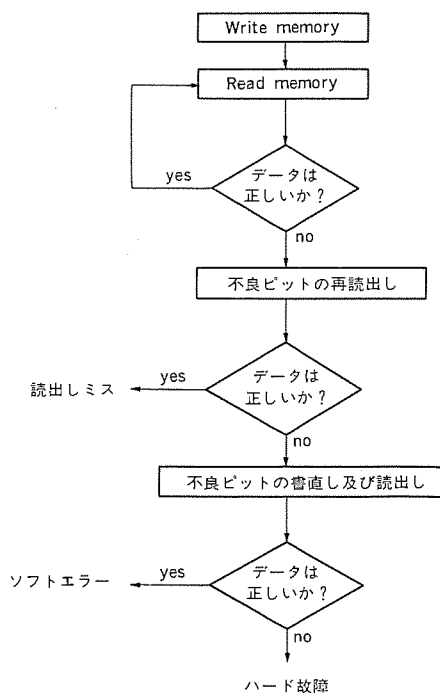 Write memory
Read memory
データは
正しいか?
yes
no
不良ビットの再読出し
データは
正しいか?
yes
読出しミス
no
不良ビットの書直し及び読出し
データは
正しいか?
yes
ソフトエラー
no
ハード故障